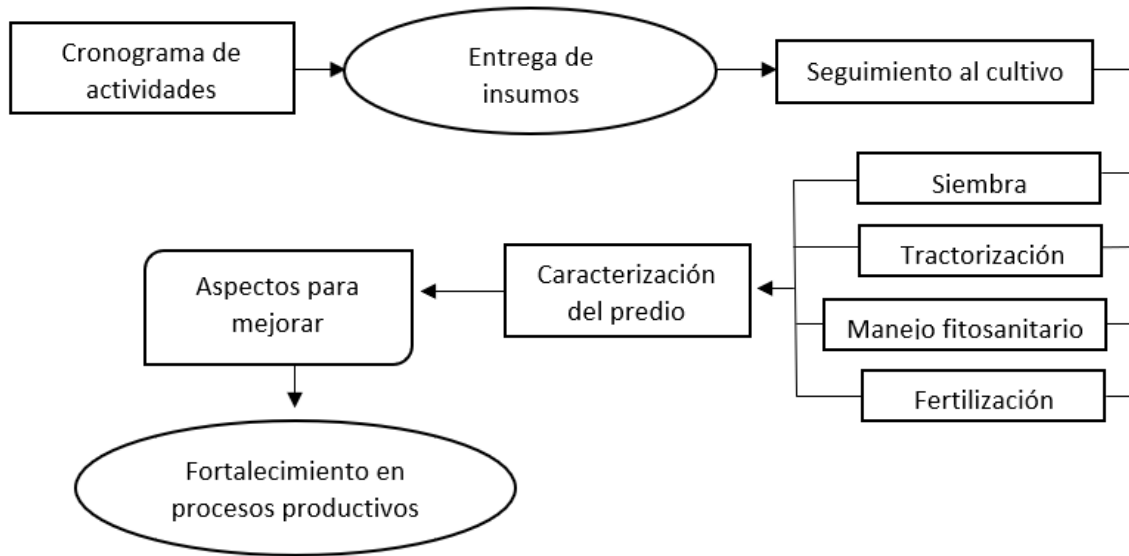 Cronograma de
actividades
Entrega de
insumos
Seguimiento al cultivo
Siembra
Tractorización
Manejo fitosanitario
Fertilización
Caracterización
del predio
Aspectos para
mejorar
Fortalecimiento en
procesos productivos